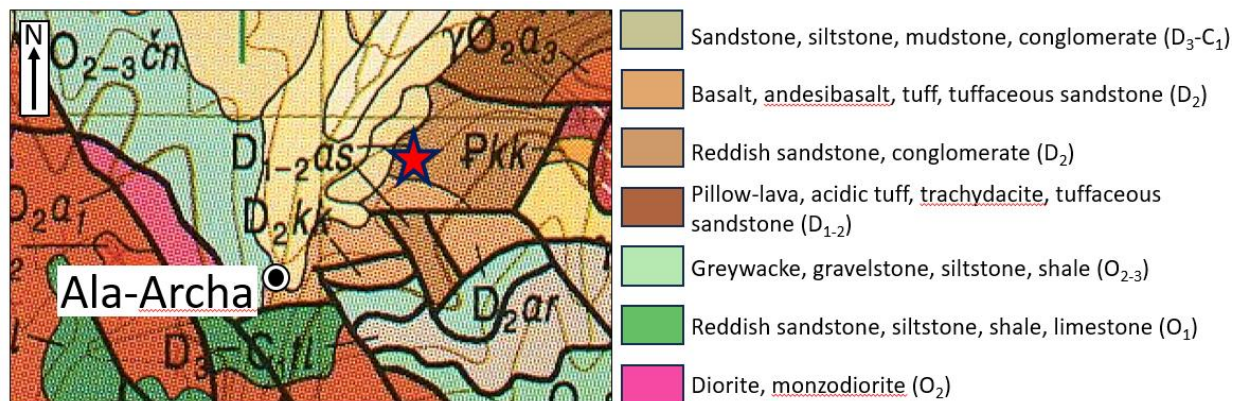 N
O₂₋₃čn
γO₂a₃
D₁₋₂as
Pkk
O₂a₁
D₂kk
Ala-Archa
D₂ar
D₃-C₁fl
Sandstone, siltstone, mudstone, conglomerate (D₃-C₁)
Basalt, andesibasalt, tuff, tuffaceous sandstone (D₂)
Reddish sandstone, conglomerate (D₂)
Pillow-lava, acidic tuff, trachydacite, tuffaceous
sandstone (D₁₋₂)
Greywacke, gravelstone, siltstone, shale (O₂₋₃)
Reddish sandstone, siltstone, shale, limestone (O₁)
Diorite, monzodiorite (O₂)